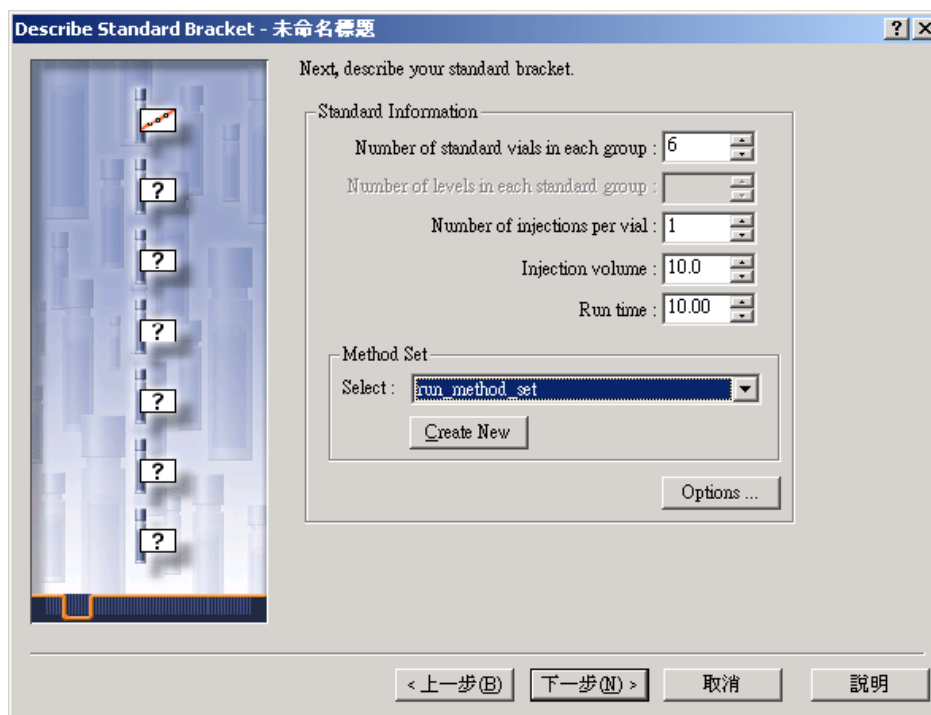 Describe Standard Bracket - 未命名標題
Next, describe your standard bracket.
Standard Information
Number of standard vials in each group : 6
Number of levels in each standard group :
Number of injections per vial : 1
Injection volume : 10.0
Run time : 10.00
Method Set
Select : run_method_set
Create New
Options ...
?
?
?
?
?
?
< 上一步(B) 下一步(N) > 取消 說明